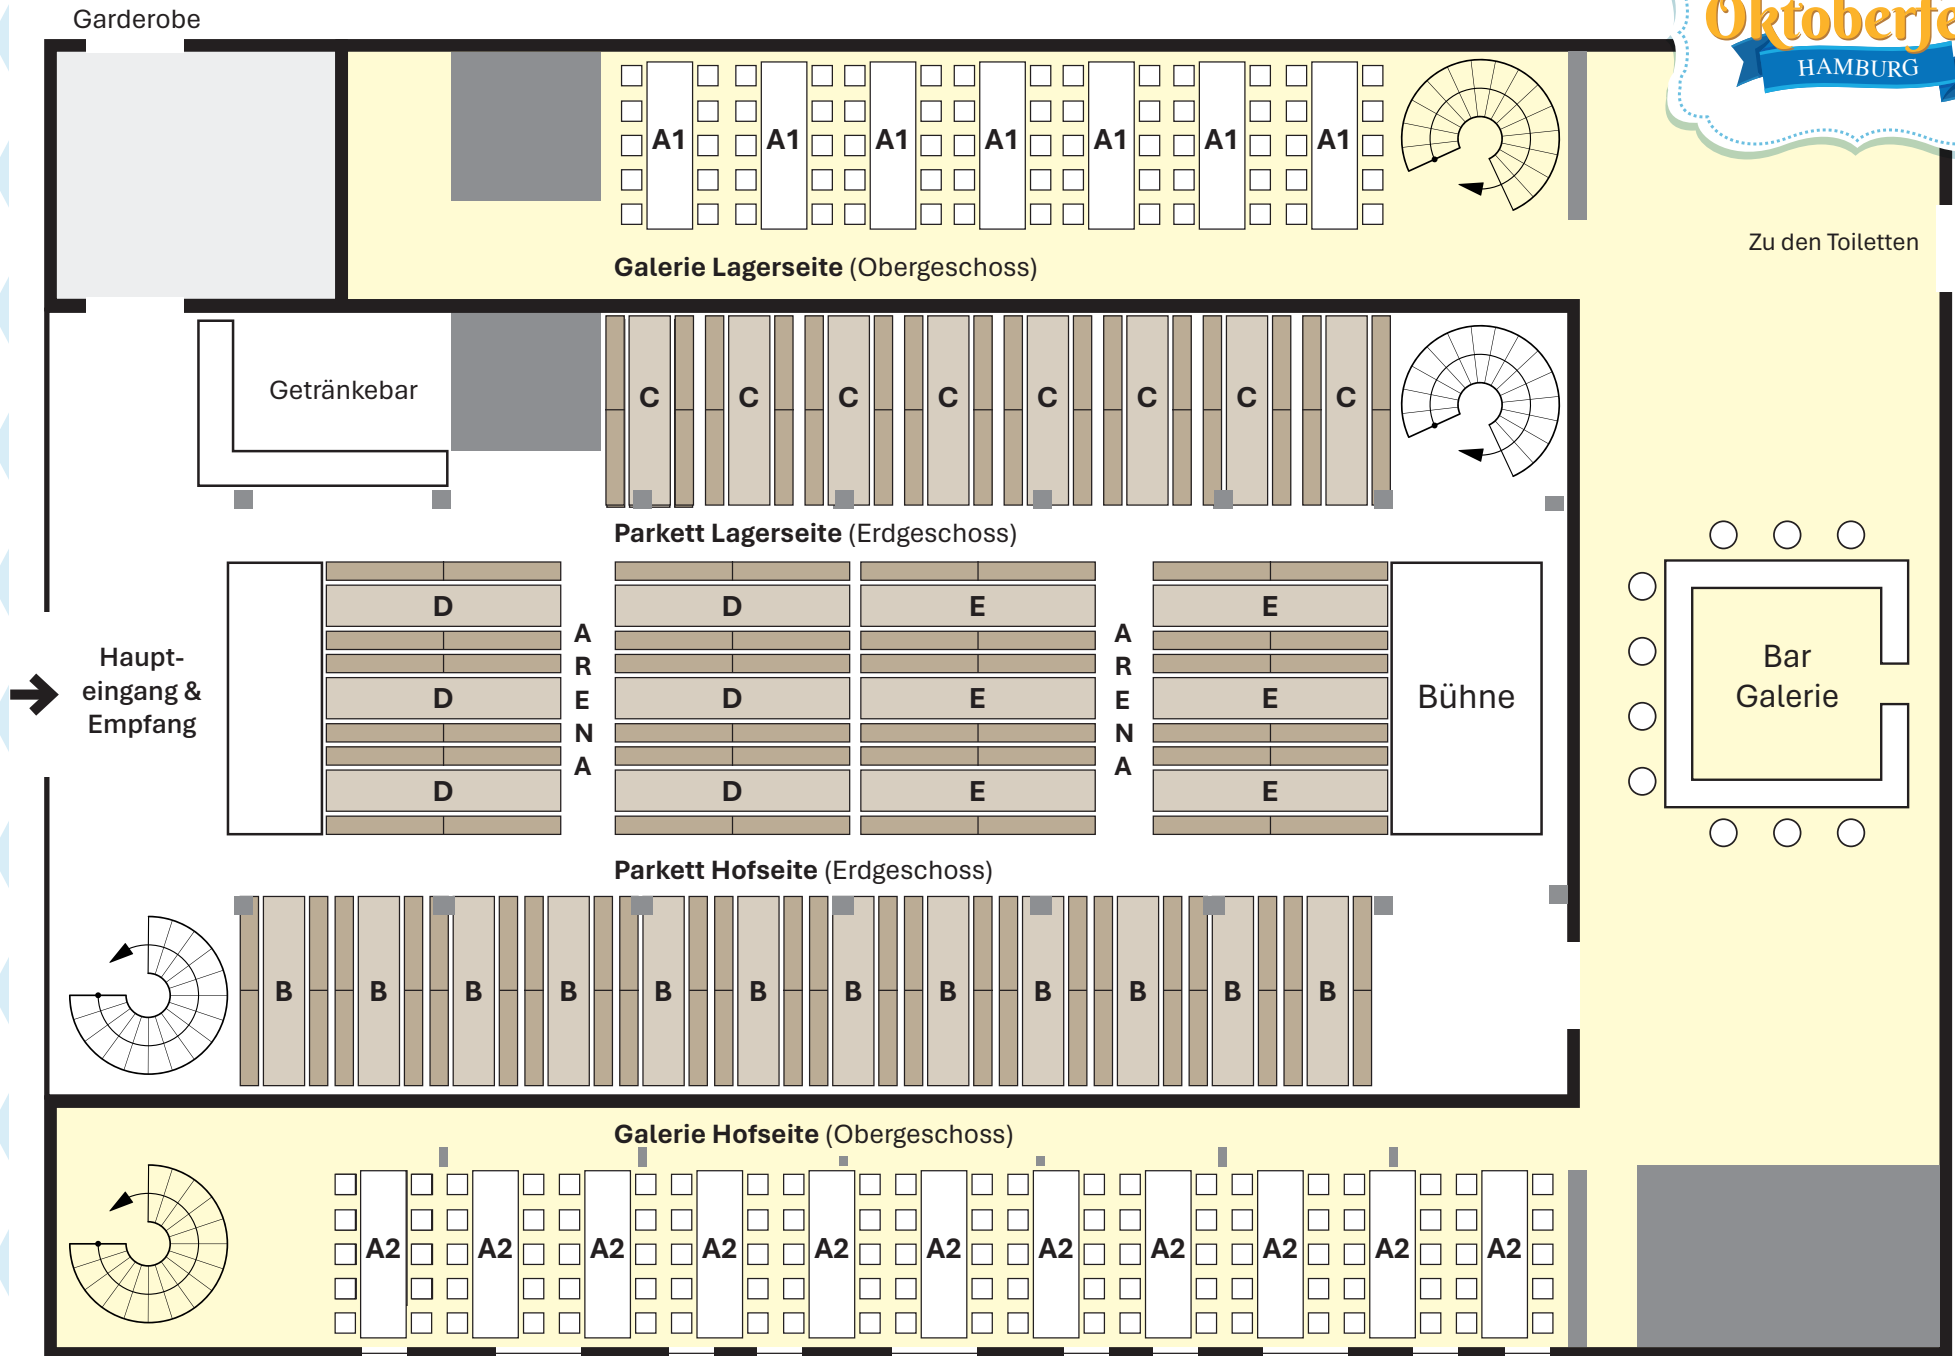 Garderobe
Oktoberfe
HAMBURG
A1 A1 A1 A1 A1 A1 A1
Zu den Toiletten
Galerie Lagerseite (Obergeschoss)
Getränkebar
C C C C C C C C
Parkett Lagerseite (Erdgeschoss)
D D E E
D D E E
D D E E
A
R
E
N
A
A
R
E
N
A
Haupt-
eingang &
Empfang
Bühne
Bar
Galerie
Parkett Hofseite (Erdgeschoss)
B B B B B B B B B B B B
Galerie Hofseite (Obergeschoss)
A2 A2 A2 A2 A2 A2 A2 A2 A2 A2 A2